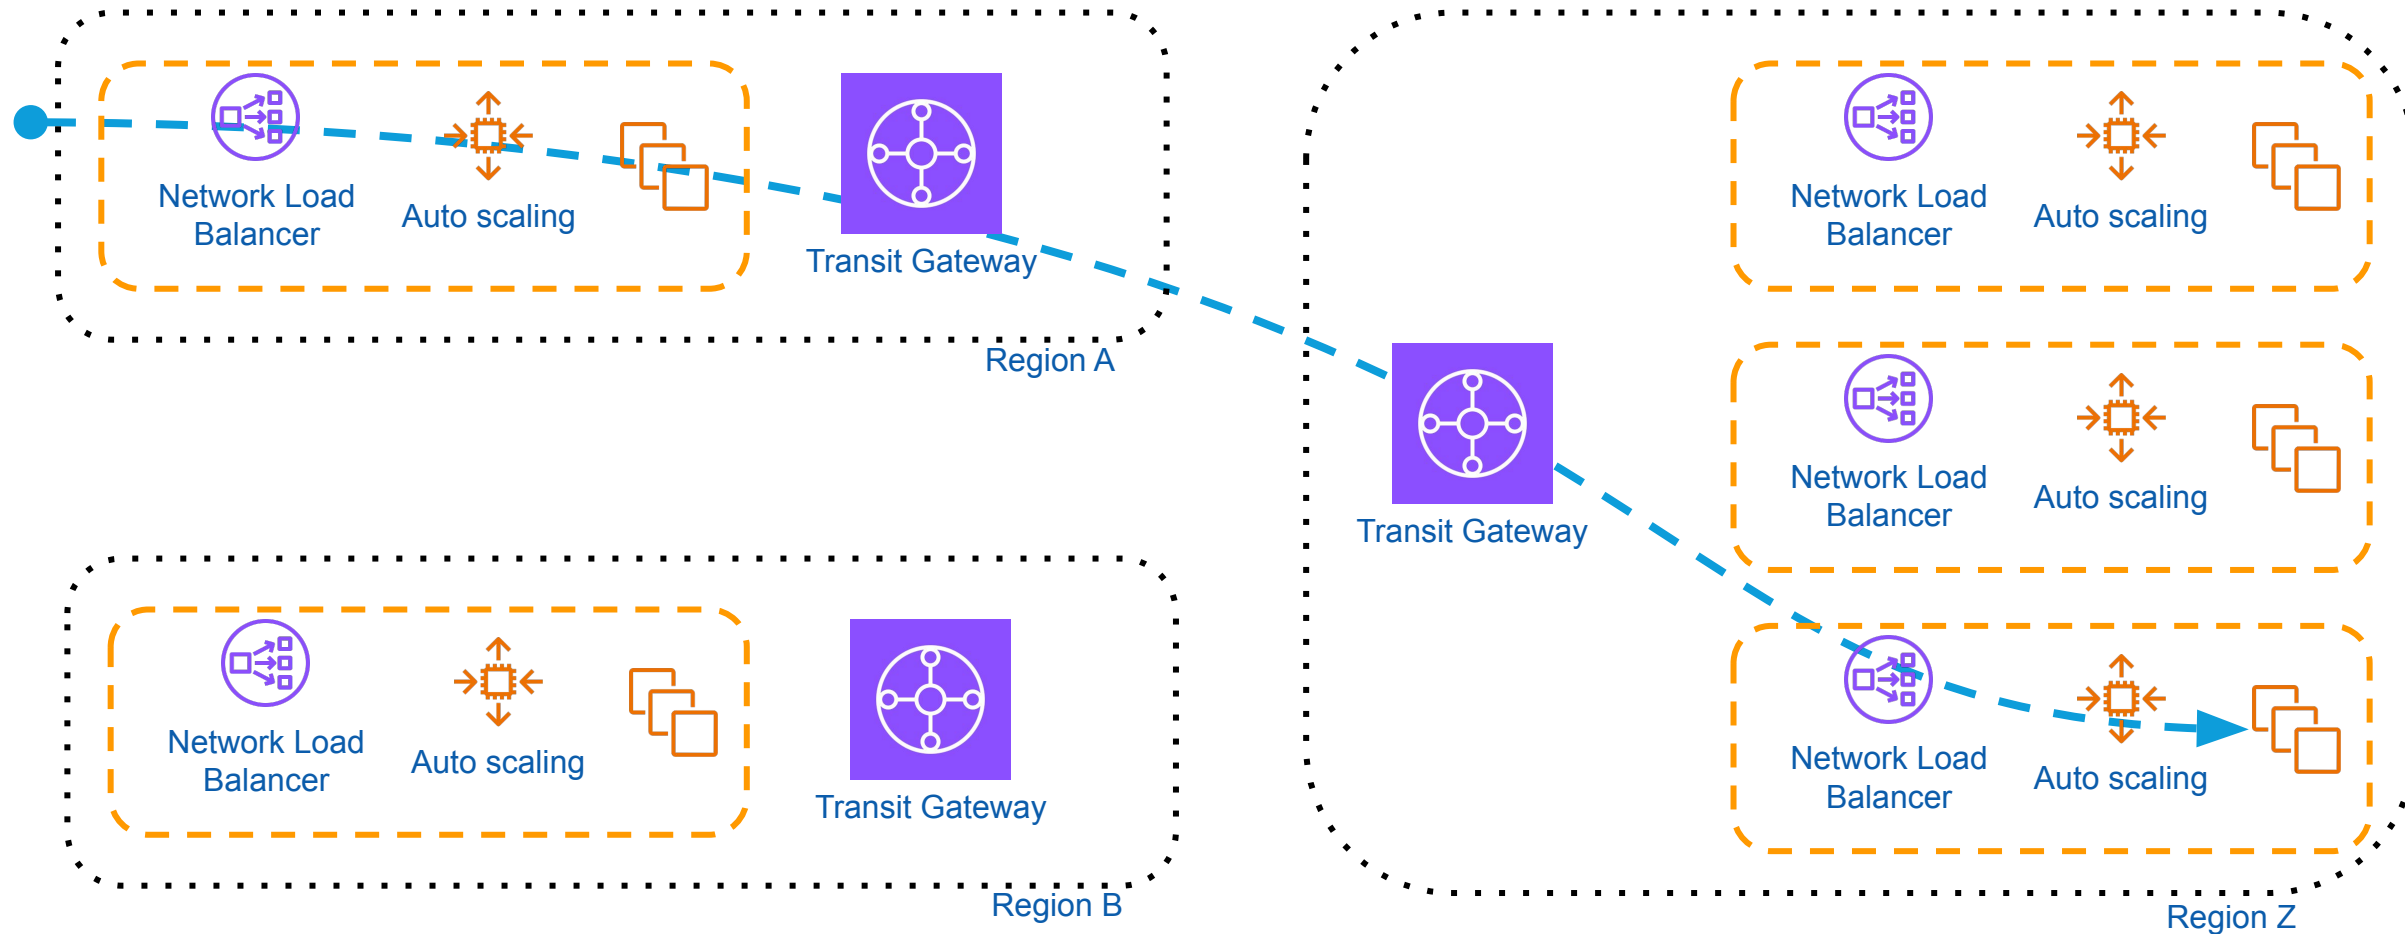 Network Load
Balancer
Auto scaling
Transit Gateway
Region A
Network Load
Balancer
Auto scaling
Transit Gateway
Region B
Transit Gateway
Network Load
Balancer
Auto scaling
Network Load
Balancer
Auto scaling
Network Load
Balancer
Auto scaling
Region Z